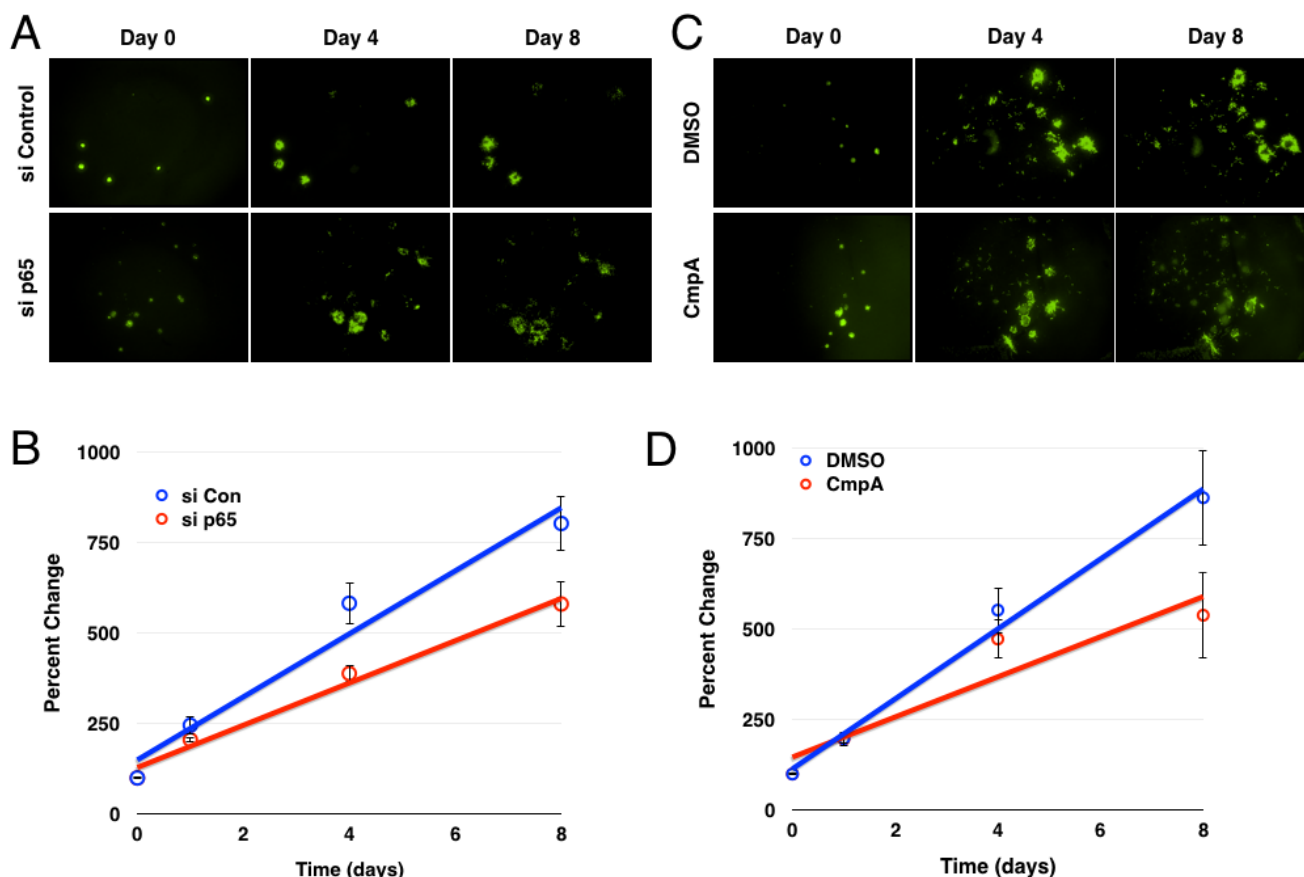 A
Day 0 Day 4 Day 8
si Control
si p65
C
Day 0 Day 4 Day 8
DMSO
CmpA
B
1000
750
500
250
0
Percent Change
si Con
si p65
0 2 4 6 8
Time (days)
D
1000
750
500
250
0
Percent Change
DMSO
CmpA
0 2 4 6 8
Time (days)